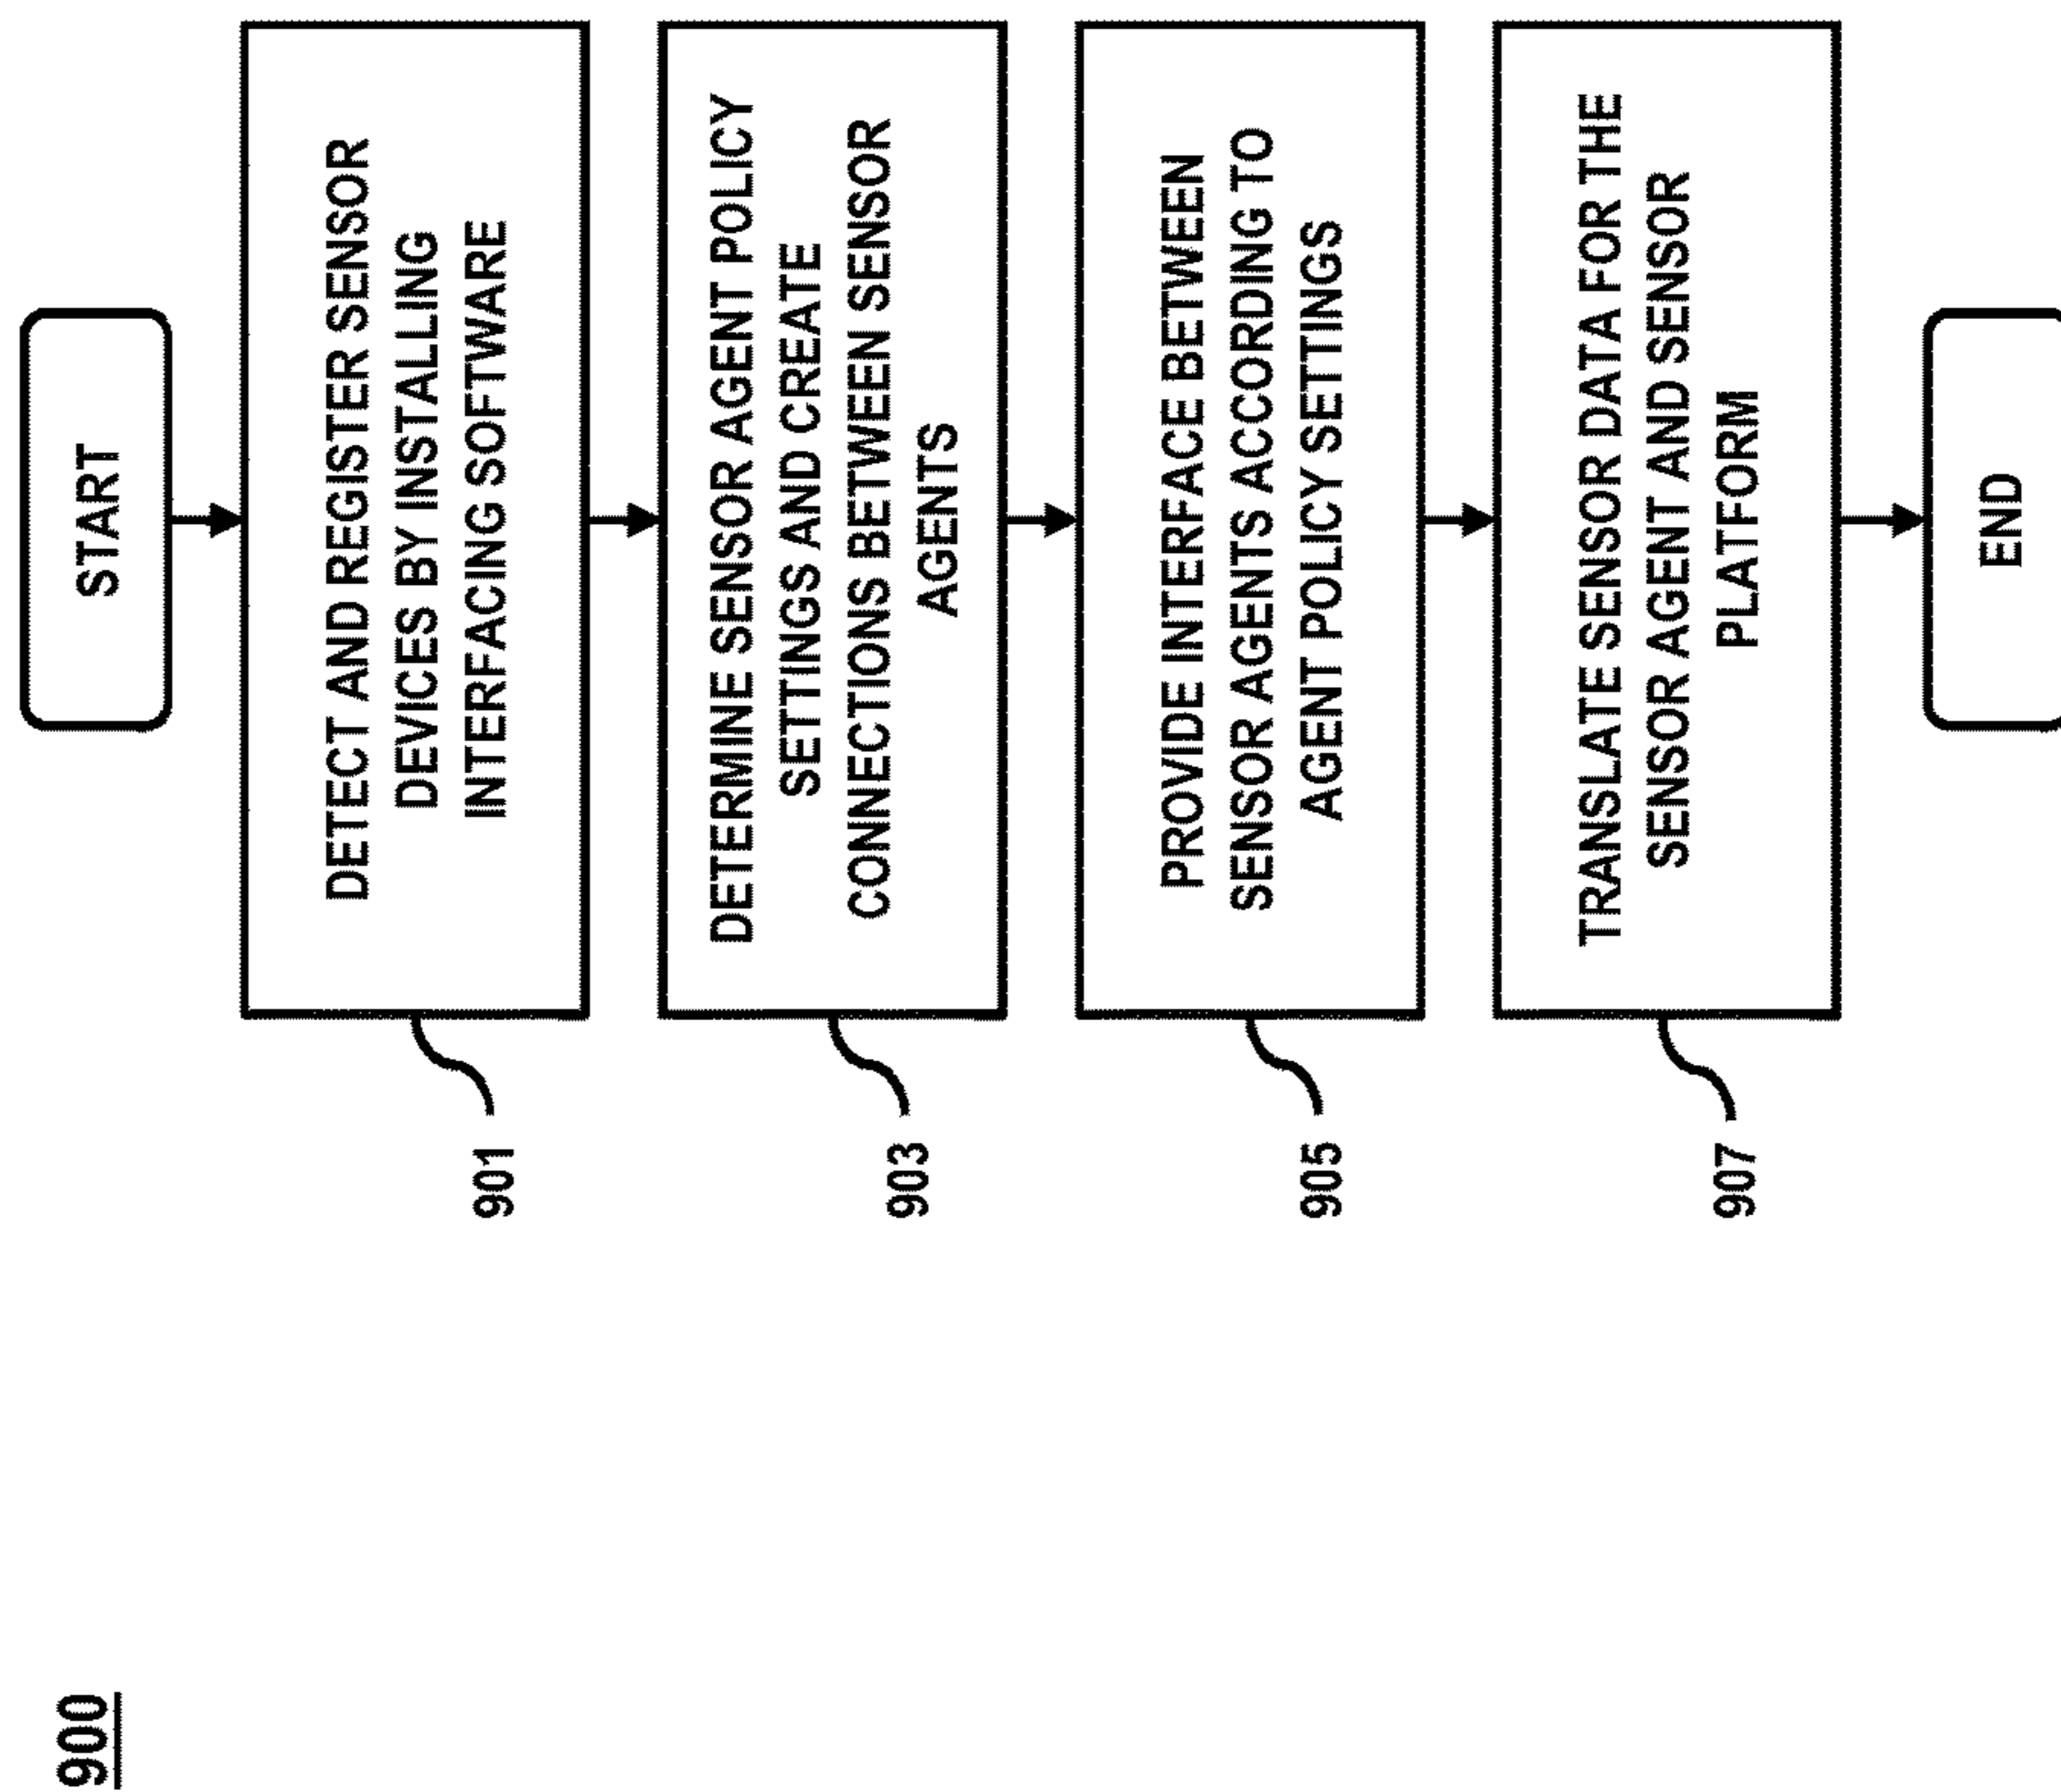 900
START
DETECT AND REGISTER SENSOR
DEVICES BY INSTALLING
INTERFACING SOFTWARE
901
DETERMINE SENSOR AGENT POLICY
SETTINGS AND CREATE
CONNECTIONS BETWEEN SENSOR
AGENTS
903
PROVIDE INTERFACE BETWEEN
SENSOR AGENTS ACCORDING TO
AGENT POLICY SETTINGS
905
TRANSLATE SENSOR DATA FOR THE
SENSOR AGENT AND SENSOR
PLATFORM
907
END